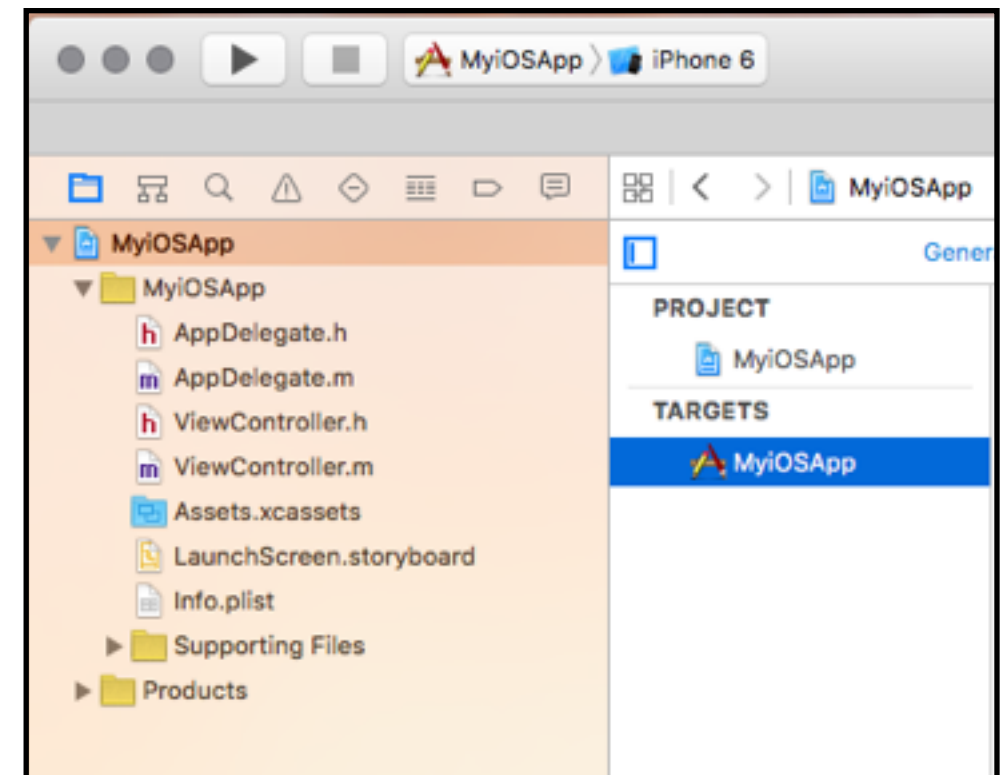 MyiOSApp iPhone 6
MyiOSApp
Gener
MyiOSApp
MyiOSApp
AppDelegate.h
AppDelegate.m
ViewController.h
ViewController.m
Assets.xcassets
LaunchScreen.storyboard
Info.plist
Supporting Files
Products
PROJECT
MyiOSApp
TARGETS
MyiOSApp